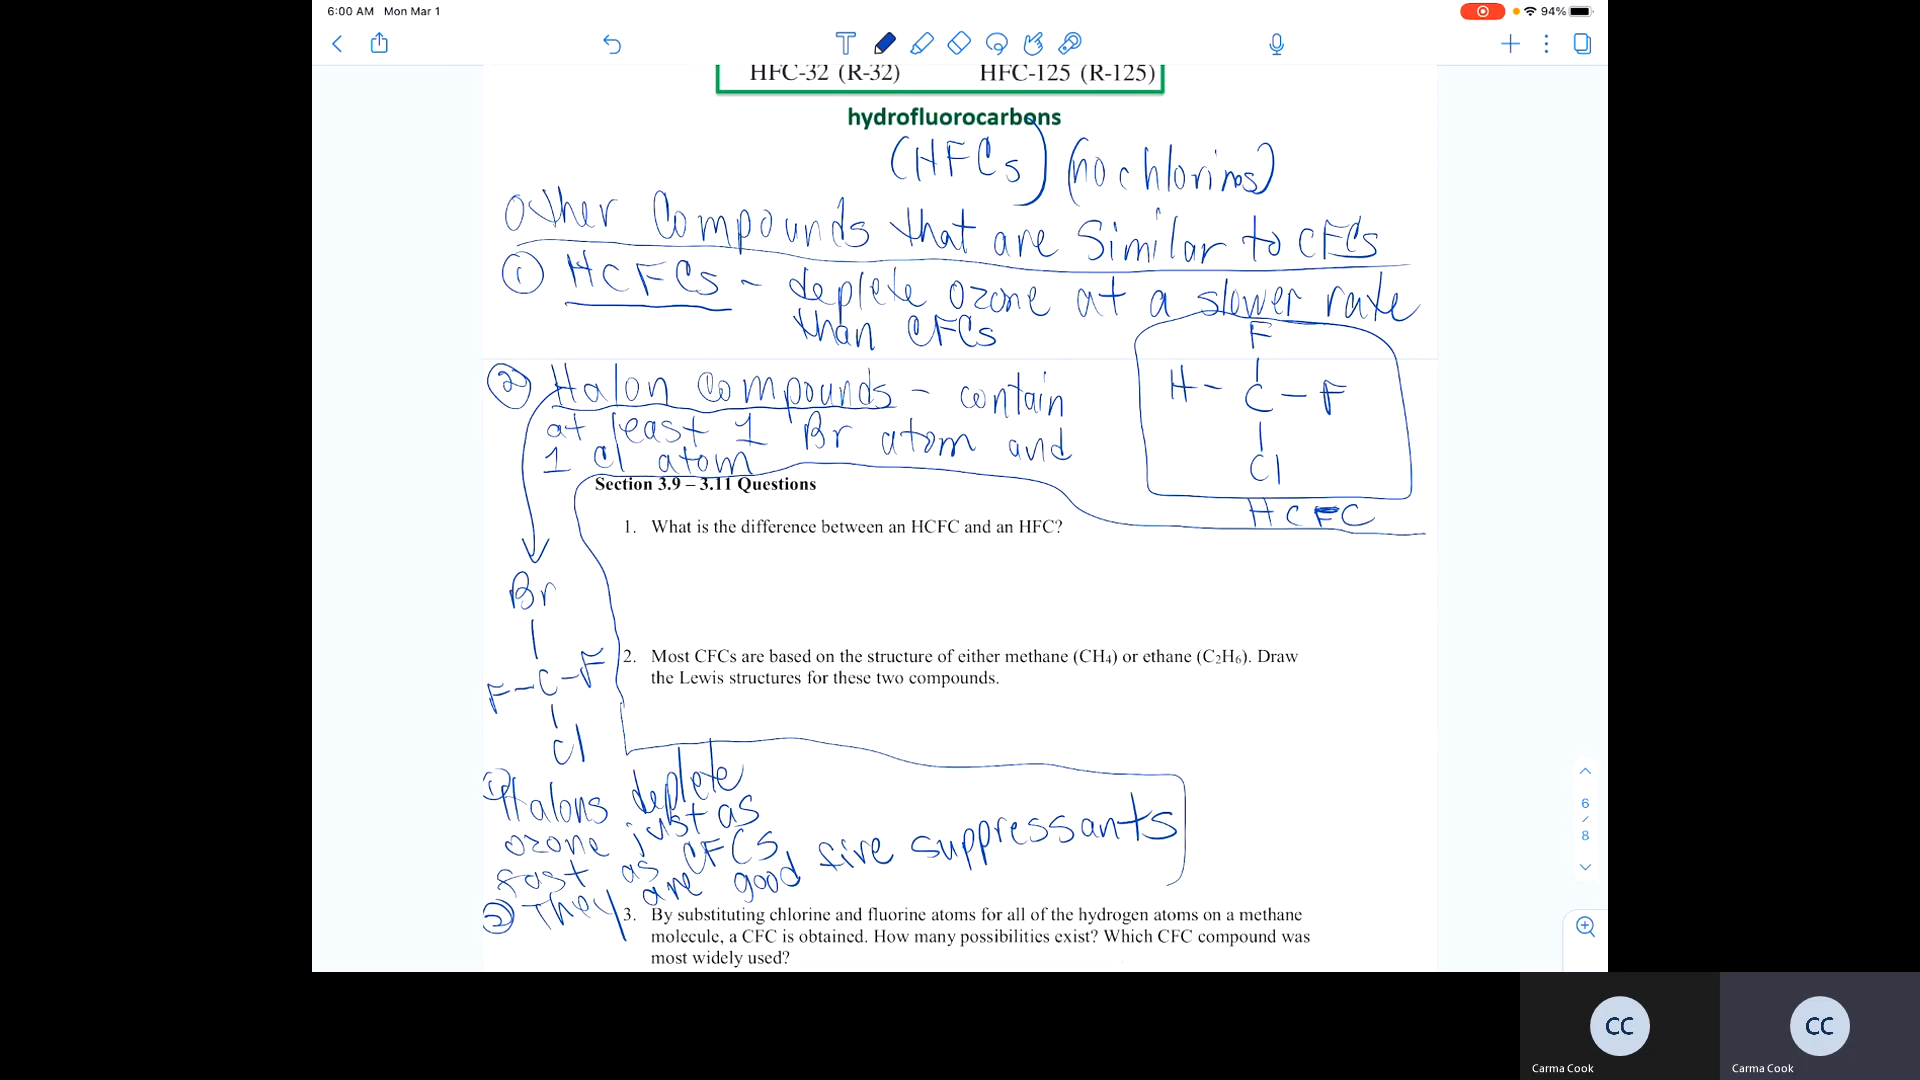 6:00 AM Mon Mar 1
94%
HFC-32 (R-32) HFC-125 (R-125)
hydrofluorocarbons
(HFCs) (no chlorines)
Other Compounds that are Similar to CFCs
① HCFCs - deplete ozone at a slower rate
than CFCs
② Halon Compounds - contain
at least 1 Br atom and
1 Cl atom
F
H - C - F
Cl
HCFC
Section 3.9 – 3.11 Questions
1. What is the difference between an HCFC and an HFC?
Br
F - C - F
Cl
2. Most CFCs are based on the structure of either methane (CH₄) or ethane (C₂H₆). Draw
the Lewis structures for these two compounds.
① Halons deplete
ozone just as
fast as CFCs
② They are good fire suppressants
3. By substituting chlorine and fluorine atoms for all of the hydrogen atoms on a methane
molecule, a CFC is obtained. How many possibilities exist? Which CFC compound was
most widely used?
6
8
CC
Carma Cook
CC
Carma Cook